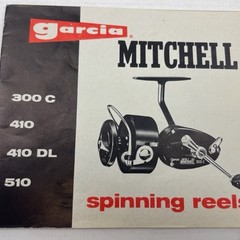 garcia®
MITCHELL
300 C
410
410 DL
510
spinning reels